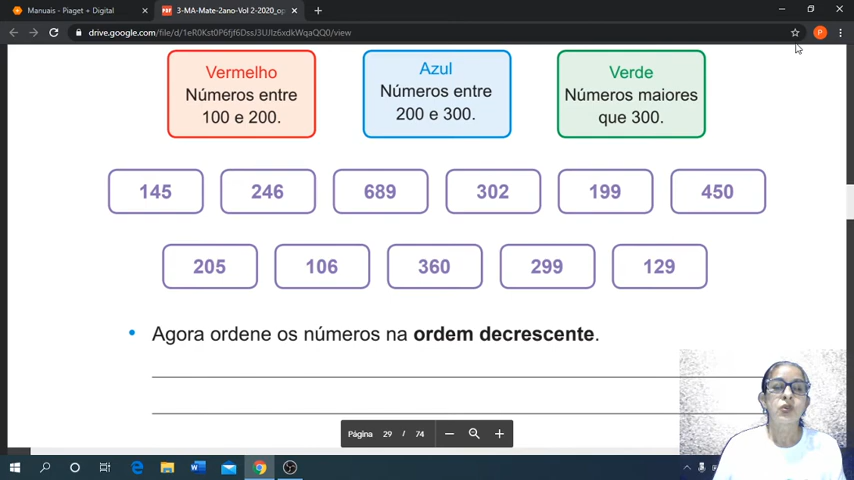 Manuais - Piaget + Digital
3-MA-Mate-2ano-Vol 2-2020_op
drive.google.com/file/d/1eR0Kst0P6fjf6DssJ3UJIz6xdkWqaQQ0/view
P
Vermelho
Números entre
100 e 200.
Azul
Números entre
200 e 300.
Verde
Números maiores
que 300.
145 246 689 302 199 450
205 106 360 299 129
• Agora ordene os números na ordem decrescente.
Página 29 / 74